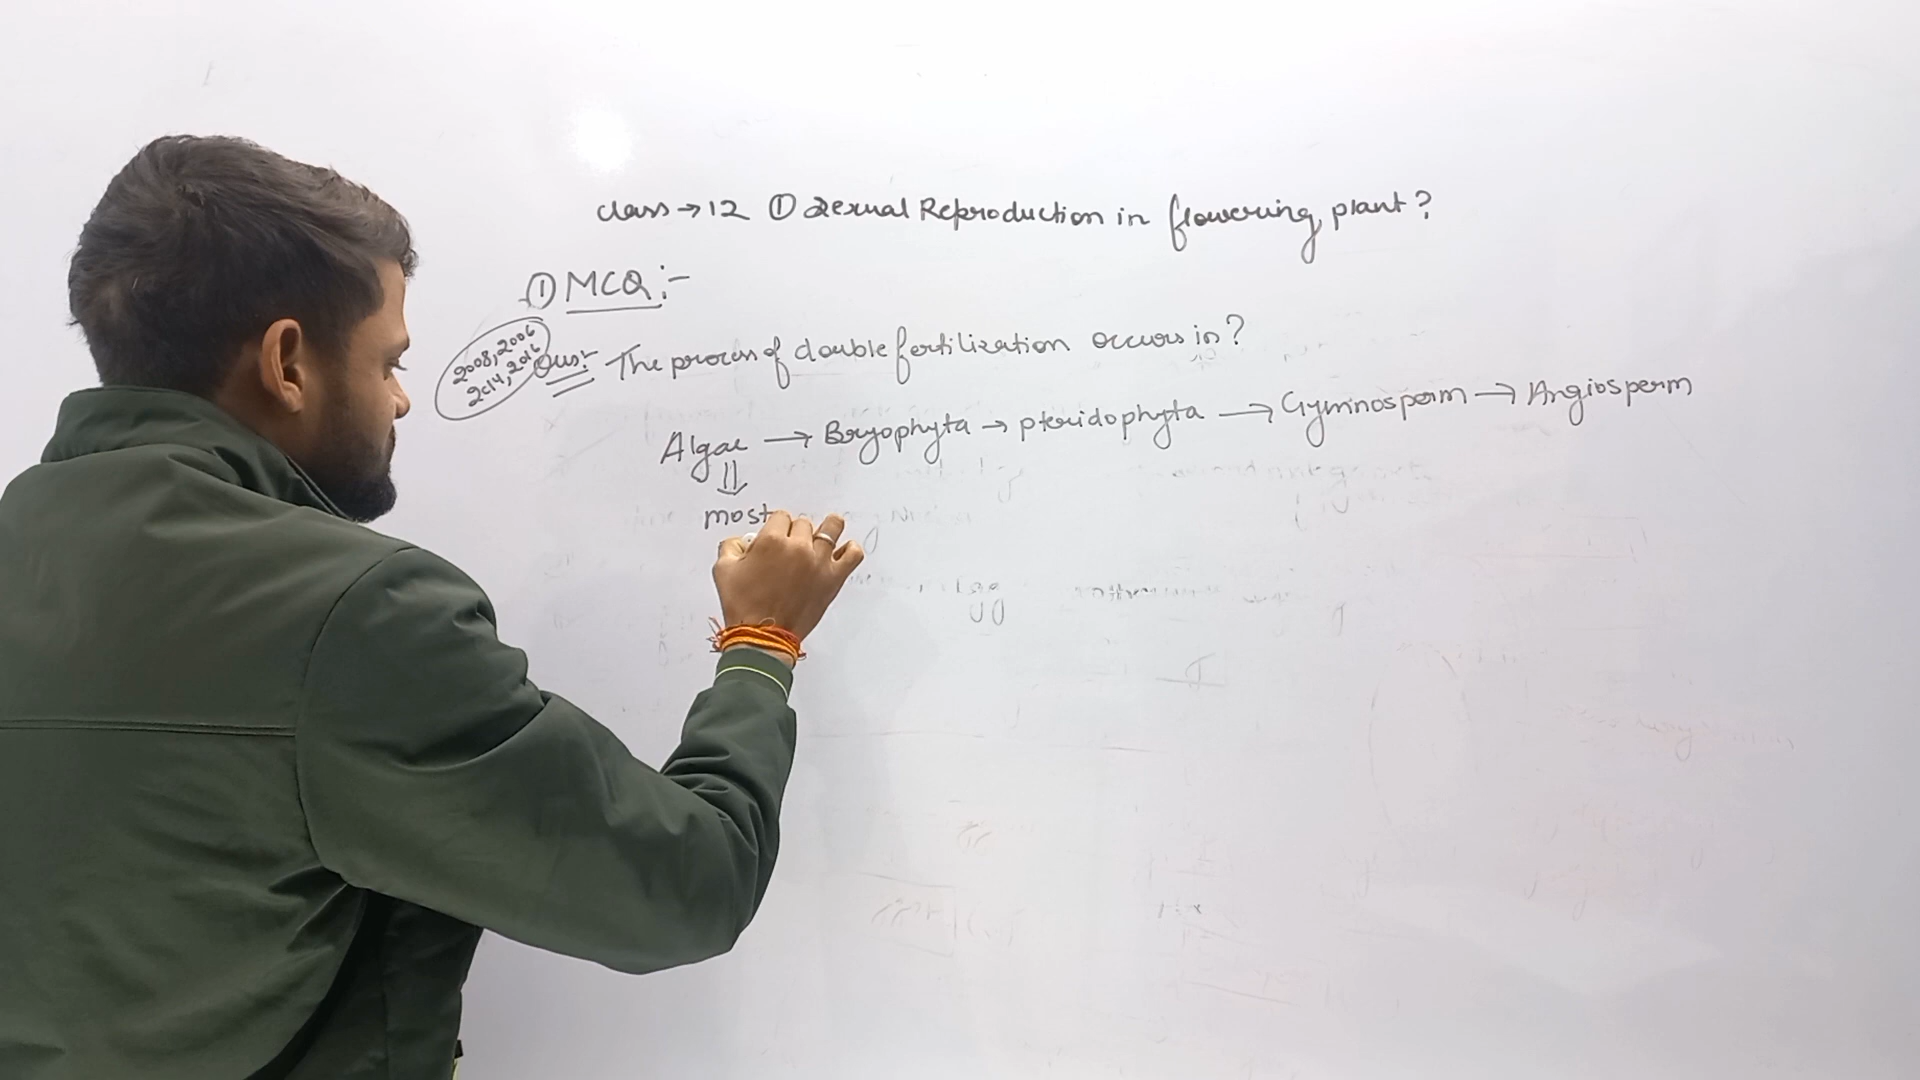 class → 12 ① Sexual Reproduction in flowering plant?
① MCQ :-
2008, 2006
2014, 2016
Ques:- The process of double fertilization occurs in?
Algae → Bryophyta → pteridophyta → Gymnosperm → Angiosperm
⇓
most